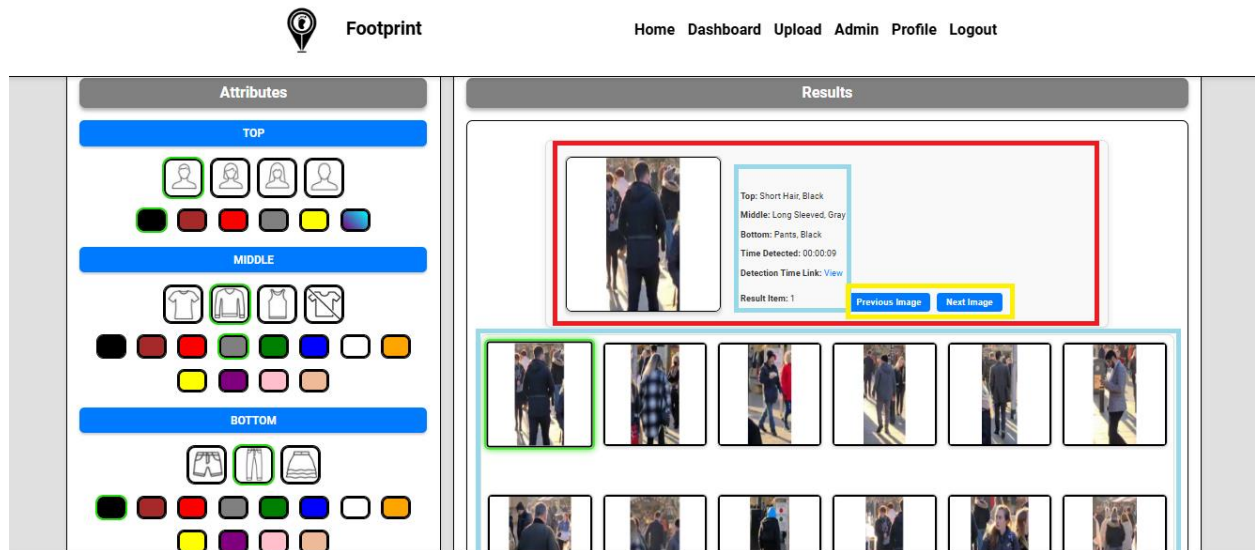 Footprint
Home Dashboard Upload Admin Profile Logout
Attributes
TOP
MIDDLE
BOTTOM
Results
Top: Short Hair, Black
Middle: Long Sleeved, Gray
Bottom: Pants, Black
Time Detected: 00:00:09
Detection Time Link: View
Result Item: 1
Previous Image Next Image